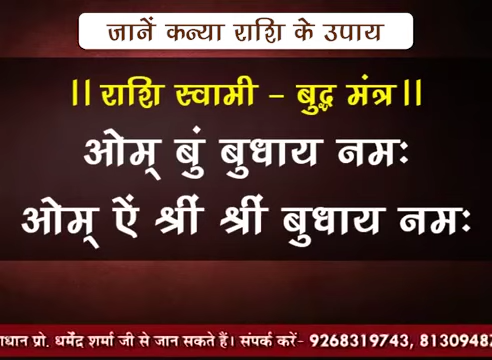 जानें कन्या राशि के उपाय
|| राशि स्वामी – बुद्ध मंत्र ||
ओम् बुं बुधाय नमः
ओम् ऐं श्रीं श्रीं बुधाय नमः
प्रो. धर्मेंद्र शर्मा जी से जान सकते हैं। संपर्क करें- 9268319743,